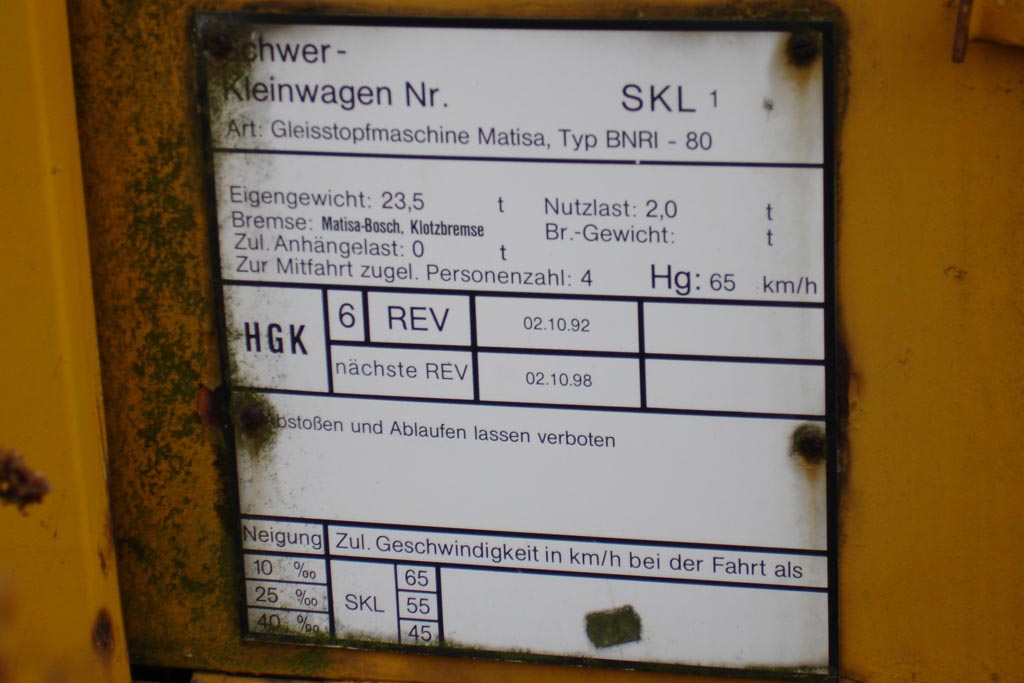 Schwer-
Kleinwagen Nr. SKL 1
Art: Gleisstopfmaschine Matisa, Typ BNRI - 80
Eigengewicht: 23,5 t Nutzlast: 2,0 t
Bremse: Matisa-Bosch, Klotzbremse Br.-Gewicht: t
Zul. Anhängelast: 0 t
Zur Mitfahrt zugel. Personenzahl: 4 Hg: 65 km/h
HGK 6 REV 02.10.92
nächste REV 02.10.98
Abstoßen und Ablaufen lassen verboten
Neigung Zul. Geschwindigkeit in km/h bei der Fahrt als
10 ‰ 65
25 ‰ SKL 55
40 ‰ 45